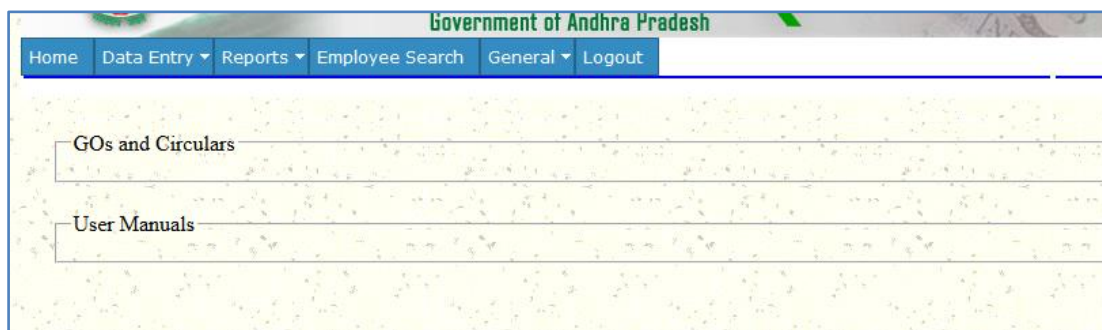 Government of Andhra Pradesh
Home Data Entry Reports Employee Search General Logout
GOs and Circulars
User Manuals